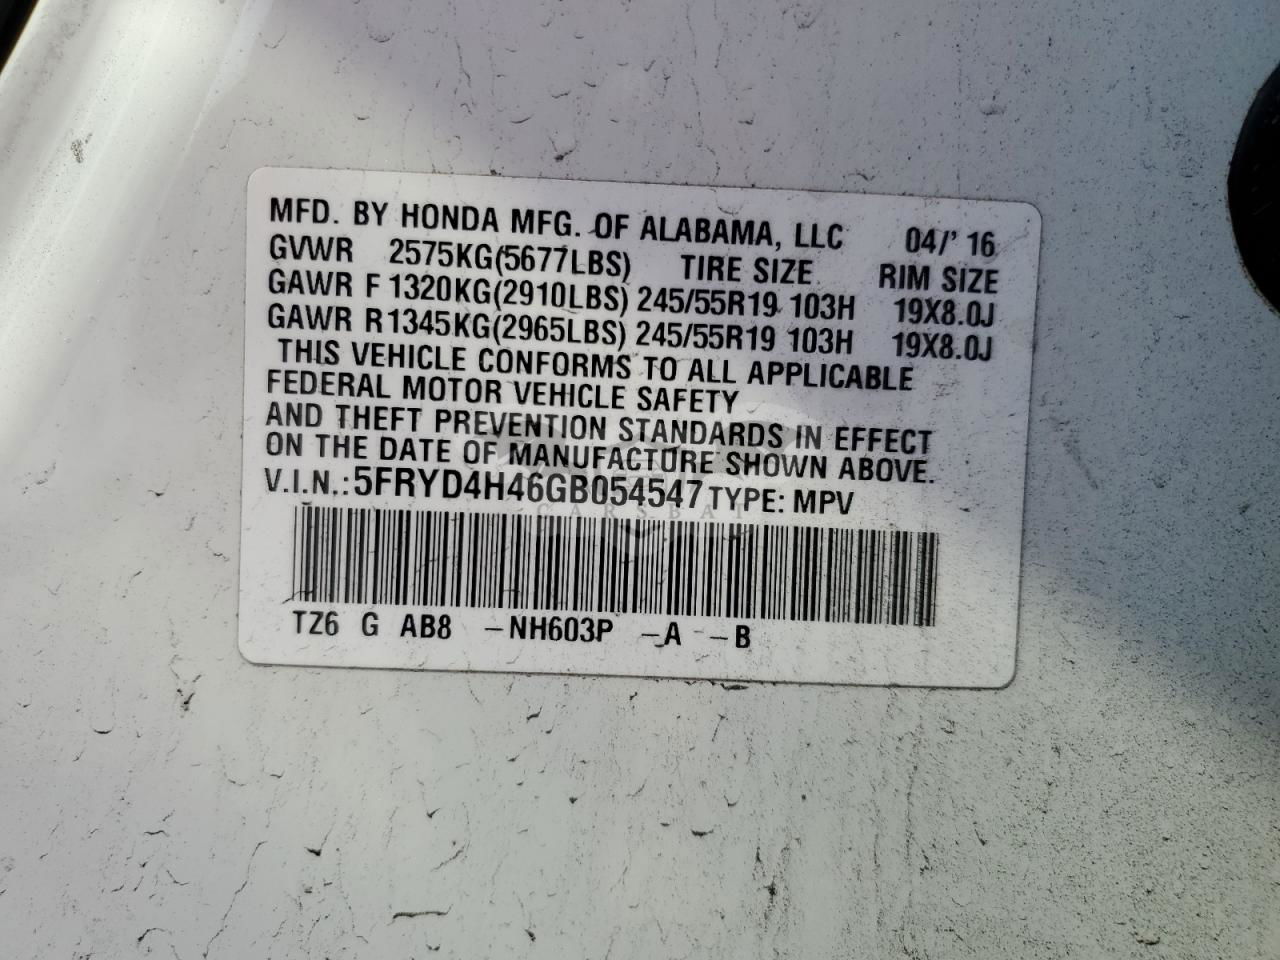 MFD. BY HONDA MFG. OF ALABAMA, LLC 04/' 16
GVWR 2575KG(5677LBS) TIRE SIZE RIM SIZE
GAWR F 1320KG(2910LBS) 245/55R19 103H 19X8.0J
GAWR R1345KG(2965LBS) 245/55R19 103H 19X8.0J
THIS VEHICLE CONFORMS TO ALL APPLICABLE
FEDERAL MOTOR VEHICLE SAFETY
AND THEFT PREVENTION STANDARDS IN EFFECT
ON THE DATE OF MANUFACTURE SHOWN ABOVE.
V.I.N.:5FRYD4H46GB054547 TYPE: MPV
CARSBAT
TZ6 G AB8 -NH603P -A -B